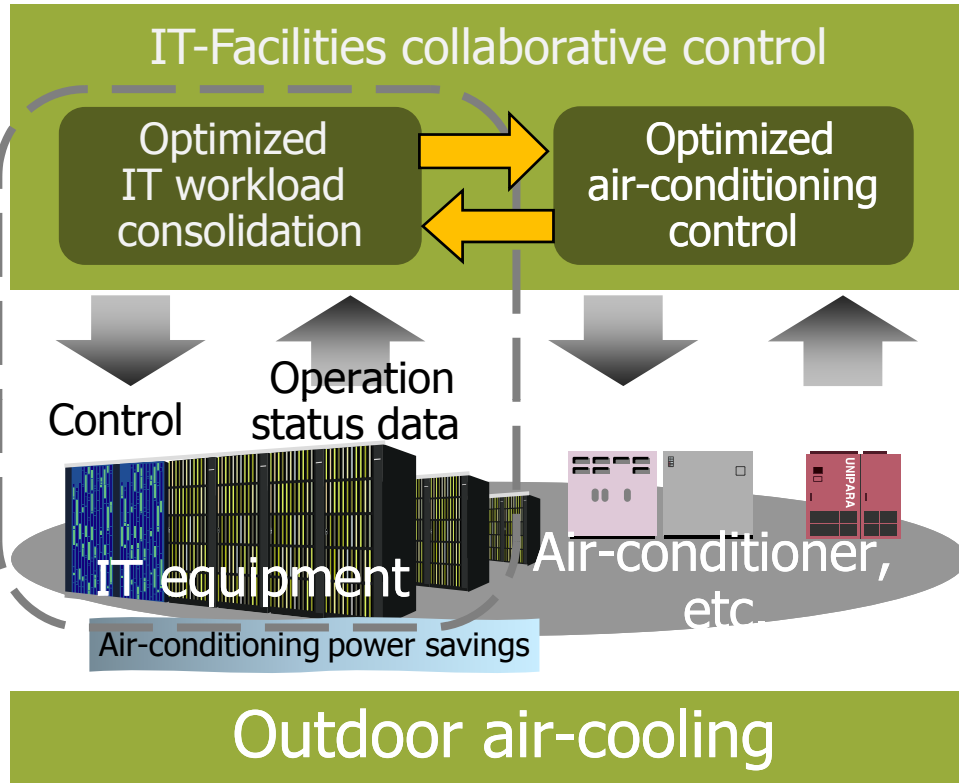 IT-Facilities collaborative control
Optimized
IT workload
consolidation
Optimized
air-conditioning
control
Control
Operation
status data
UNIPARA
IT equipment
Air-conditioner,
etc.
Air-conditioning power savings
Outdoor air-cooling